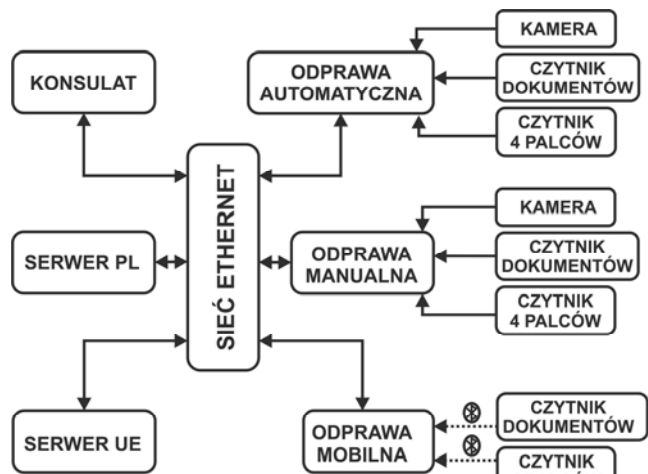 KONSULAT
SERWER PL
SERWER UE
SIEĆ ETHERNET
ODPRAWA
AUTOMATYCZNA
KAMERA
CZYTNIK
DOKUMENTÓW
CZYTNIK
4 PALCÓW
ODPRAWA
MANUALNA
KAMERA
CZYTNIK
DOKUMENTÓW
CZYTNIK
4 PALCÓW
ODPRAWA
MOBILNA
CZYTNIK
DOKUMENTÓW
CZYTNIK